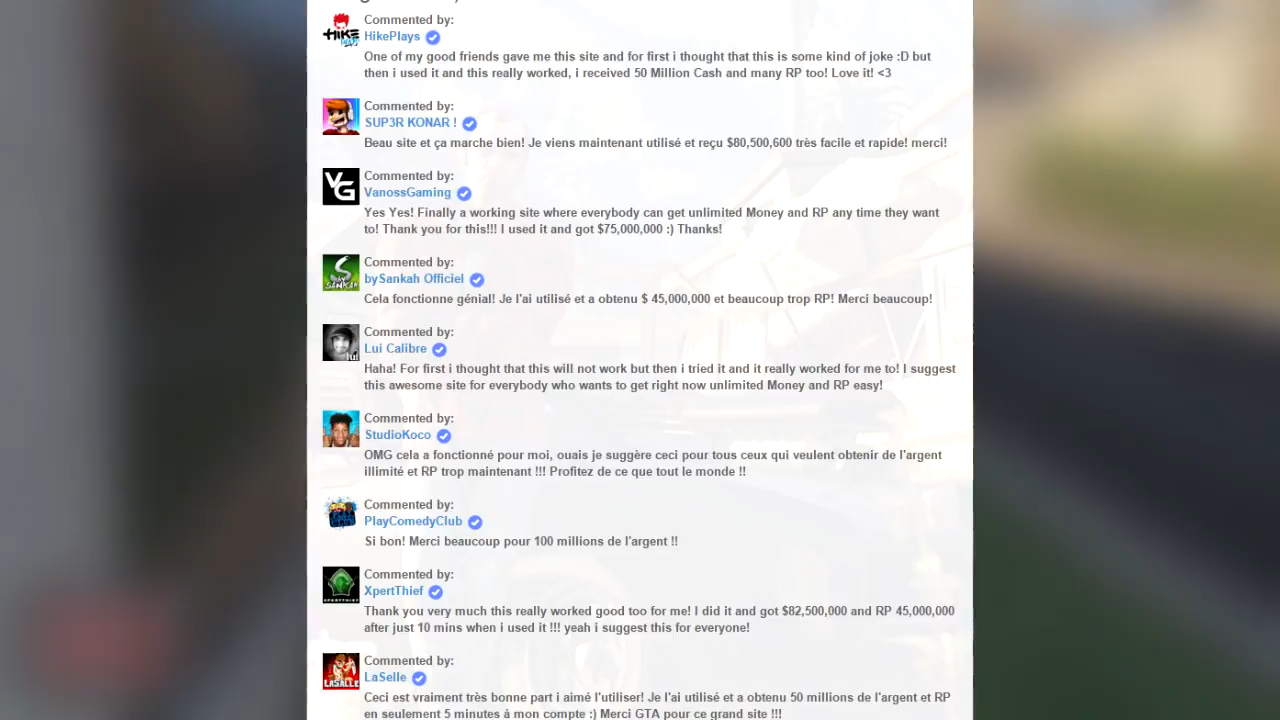 Commented by:
HikePlays
One of my good friends gave me this site and for first i thought that this is some kind of joke :D but
then i used it and this really worked, i received 50 Million Cash and many RP too! Love it! <3
Commented by:
SUP3R KONAR !
Beau site et ça marche bien! Je viens maintenant utilisé et reçu $80,500,600 très facile et rapide! merci!
Commented by:
VanossGaming
Yes Yes! Finally a working site where everybody can get unlimited Money and RP any time they want
to! Thank you for this!!! I used it and got $75,000,000 :) Thanks!
Commented by:
bySankah Officiel
Cela fonctionne génial! Je l'ai utilisé et a obtenu $ 45,000,000 et beaucoup trop RP! Merci beaucoup!
Commented by:
Lui Calibre
Haha! For first i thought that this will not work but then i tried it and it really worked for me to! I suggest
this awesome site for everybody who wants to get right now unlimited Money and RP easy!
Commented by:
StudioKoco
OMG cela a fonctionné pour moi, ouais je suggère ceci pour tous ceux qui veulent obtenir de l'argent
illimité et RP trop maintenant !!! Profitez de ce que tout le monde !!
Commented by:
PlayComedyClub
Si bon! Merci beaucoup pour 100 millions de l'argent !!
Commented by:
XpertThief
Thank you very much this really worked good too for me! I did it and got $82,500,000 and RP 45,000,000
after just 10 mins when i used it !!! yeah i suggest this for everyone!
Commented by:
LaSelle
Ceci est vraiment très bonne part i aimé l'utiliser! Je l'ai utilisé et a obtenu 50 millions de l'argent et RP
en seulement 5 minutes à mon compte :) Merci GTA pour ce grand site !!!